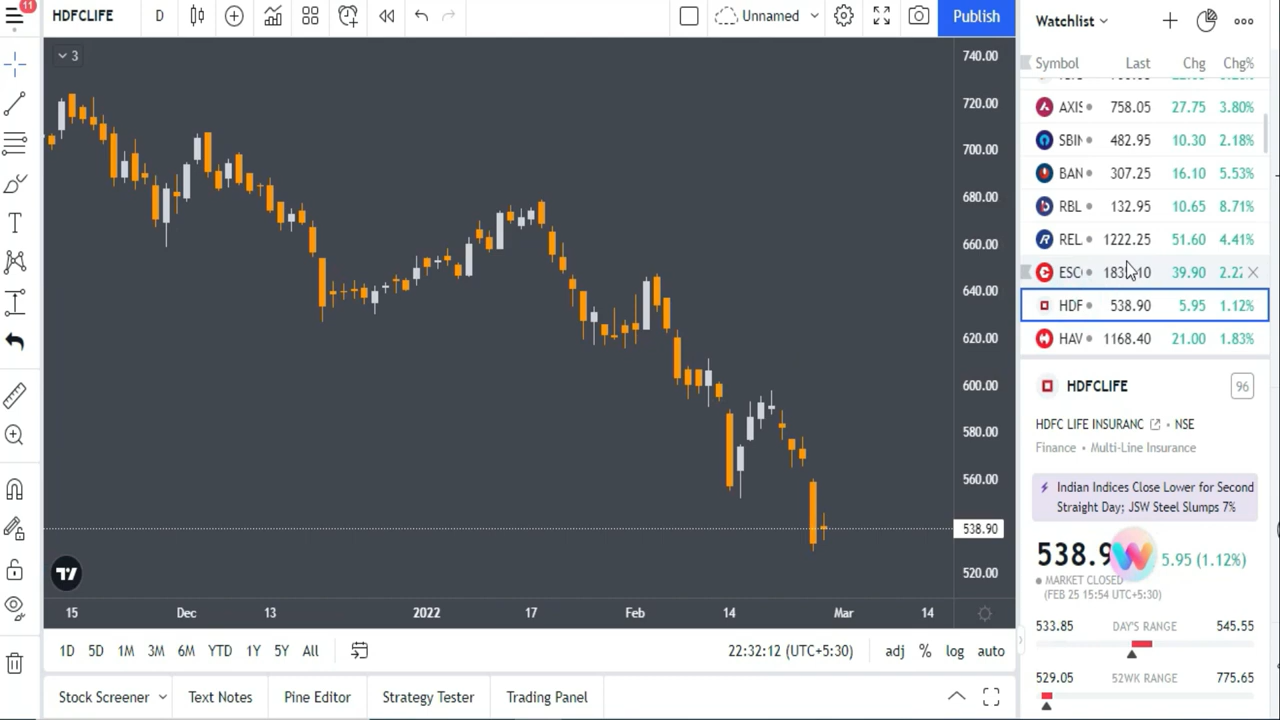 11
HDFCLIFE
D
Unnamed
Publish
3
740.00
720.00
700.00
680.00
660.00
640.00
620.00
600.00
580.00
560.00
538.90
520.00
15 Dec 13 2022 17 Feb 14 Mar 14
1D 5D 1M 3M 6M YTD 1Y 5Y All
22:32:12 (UTC+5:30) adj % log auto
Stock Screener Text Notes Pine Editor Strategy Tester Trading Panel
Watchlist
Symbol Last Chg Chg%
AXIS 758.05 27.75 3.80%
SBIN 482.95 10.30 2.18%
BAN 307.25 16.10 5.53%
RBL 132.95 10.65 8.71%
REL 1222.25 51.60 4.41%
ESC 39.90
HDF 538.90 5.95 1.12%
HAV 1168.40 21.00 1.83%
HDFCLIFE 96
HDFC LIFE INSURANC • NSE
Finance • Multi-Line Insurance
Indian Indices Close Lower for Second
Straight Day; JSW Steel Slumps 7%
538.9 5.95 (1.12%)
MARKET CLOSED
(FEB 25 15:54 UTC+5:30)
533.85 DAY'S RANGE 545.55
529.05 52WK RANGE 775.65